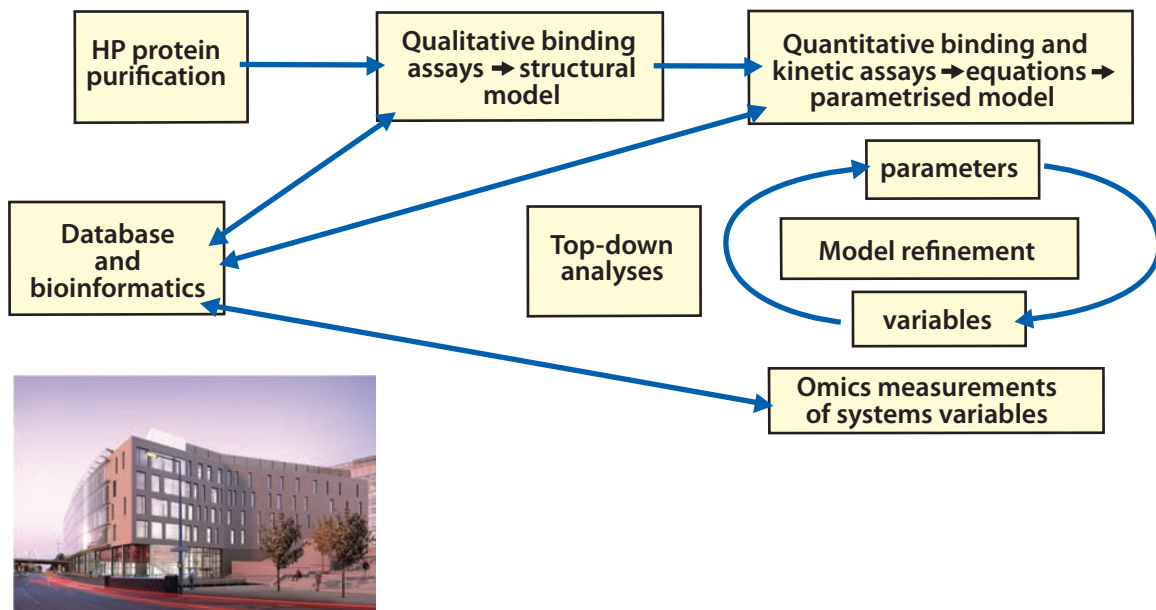 HP protein
purification
Qualitative binding
assays → structural
model
Quantitative binding and
kinetic assays → equations →
parametrised model
parameters
Database
and
bioinformatics
Top-down
analyses
Model refinement
variables
Omics measurements
of systems variables